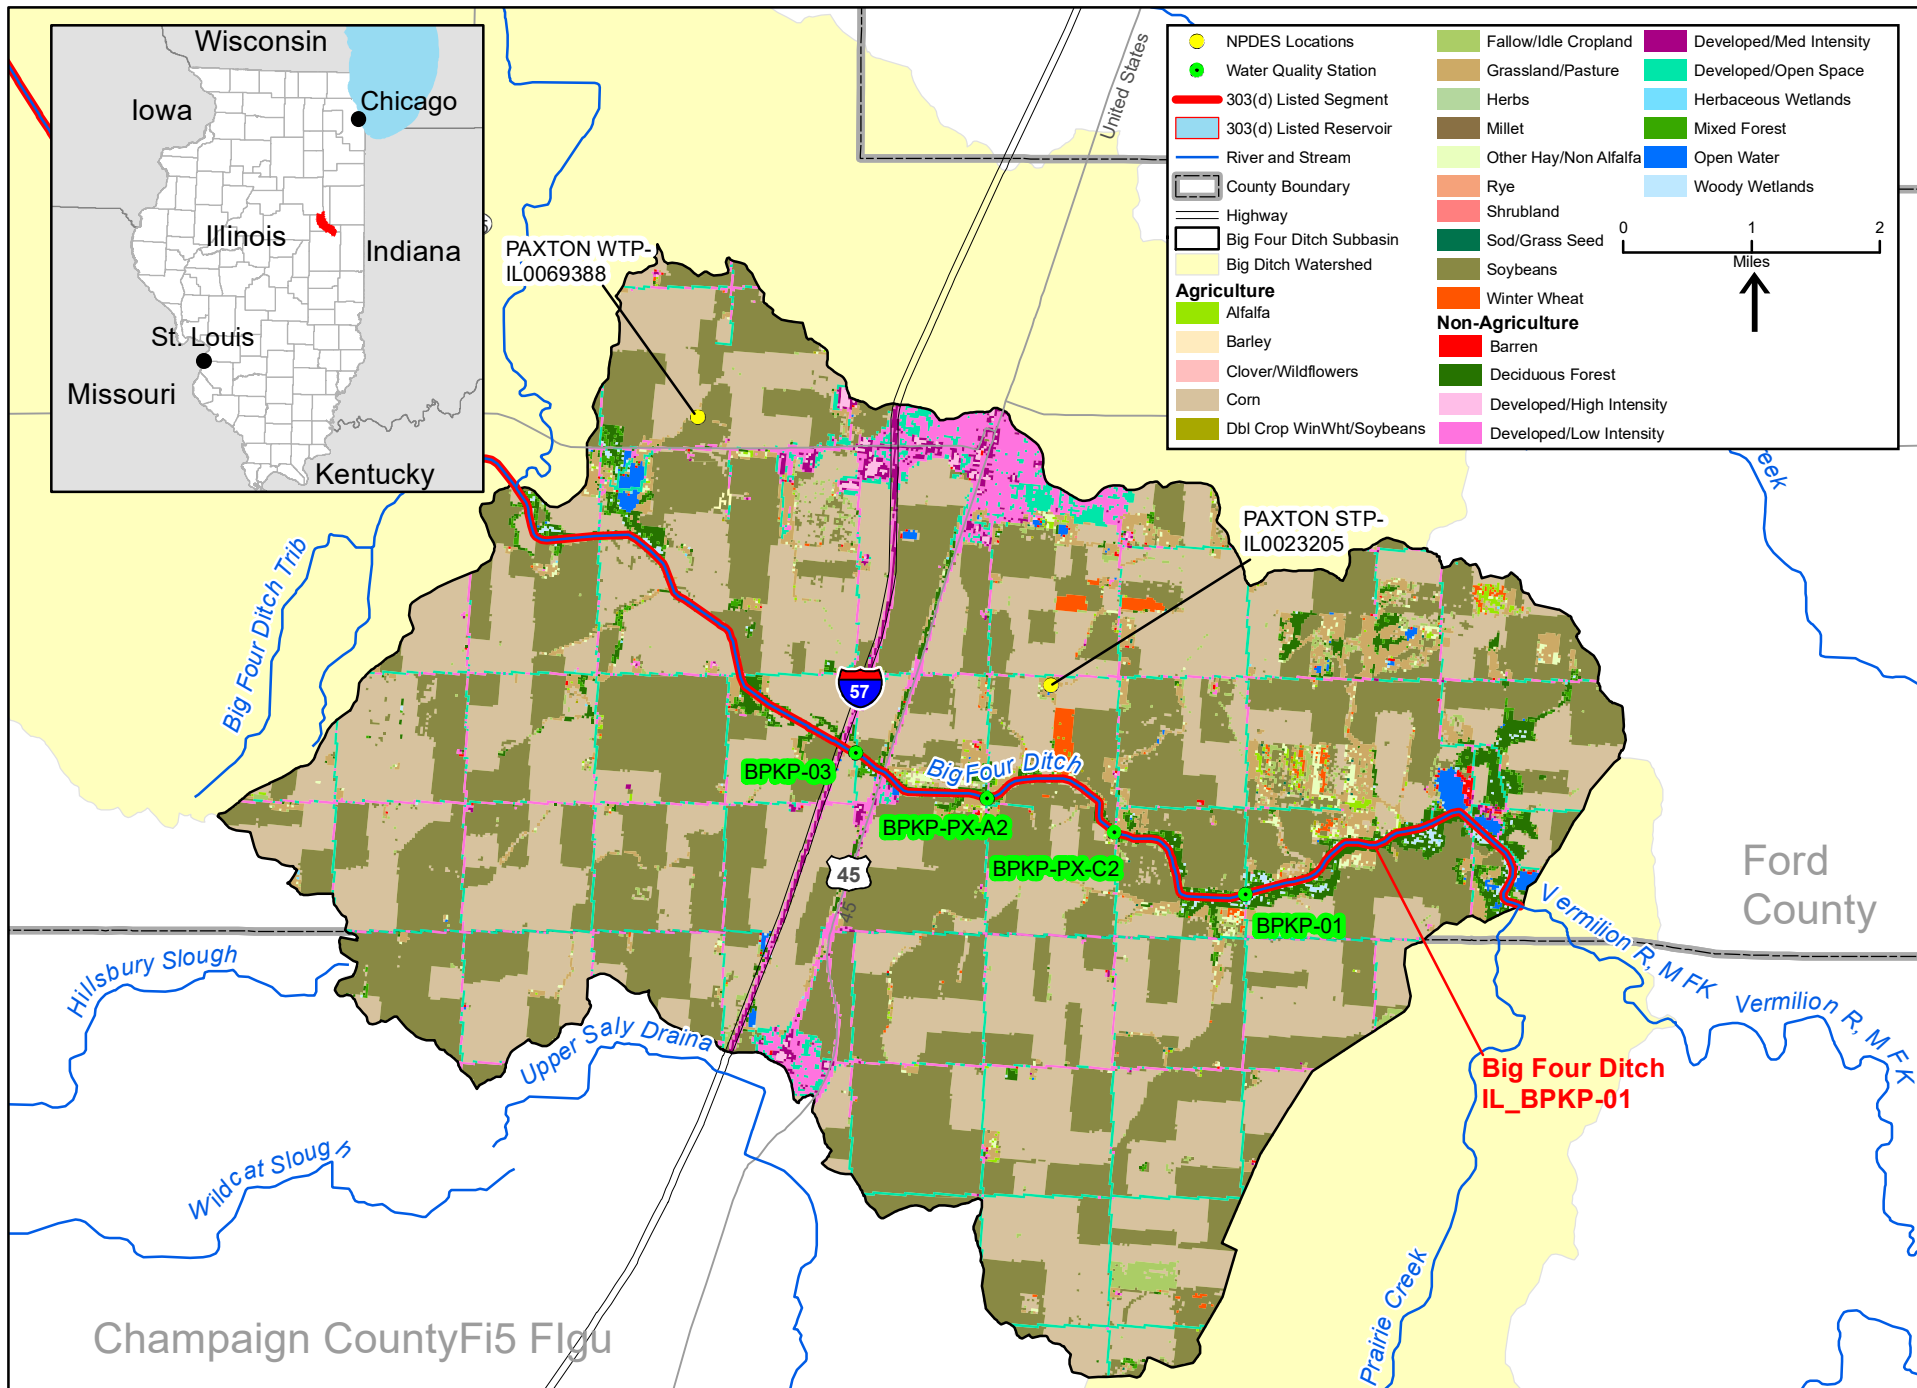 Wisconsin
Iowa
Chicago
Illinois
Indiana
St. Louis
Missouri
Kentucky
United States
NPDES Locations
Water Quality Station
303(d) Listed Segment
303(d) Listed Reservoir
River and Stream
County Boundary
Highway
Big Four Ditch Subbasin
Big Ditch Watershed
Agriculture
Alfalfa
Barley
Clover/Wildflowers
Corn
Dbl Crop WinWht/Soybeans
Fallow/Idle Cropland
Grassland/Pasture
Herbs
Millet
Other Hay/Non Alfalfa
Rye
Shrubland
Sod/Grass Seed
Soybeans
Winter Wheat
Non-Agriculture
Barren
Deciduous Forest
Developed/High Intensity
Developed/Low Intensity
Developed/Med Intensity
Developed/Open Space
Herbaceous Wetlands
Mixed Forest
Open Water
Woody Wetlands
0 1 2
Miles
PAXTON WTP-
IL0069388
PAXTON STP-
IL0023205
Big Four Ditch Trib
57
BPKP-03
Big Four Ditch
BPKP-PX-A2
BPKP-PX-C2
45
45
BPKP-01
Ford
County
Vermilion R, M FK
Vermilion R, M FK
Hillsbury Slough
Upper Saly Draina
Wildcat Slough
Big Four Ditch
IL_BPKP-01
Prairie Creek
Champaign CountyFi5 FIgu